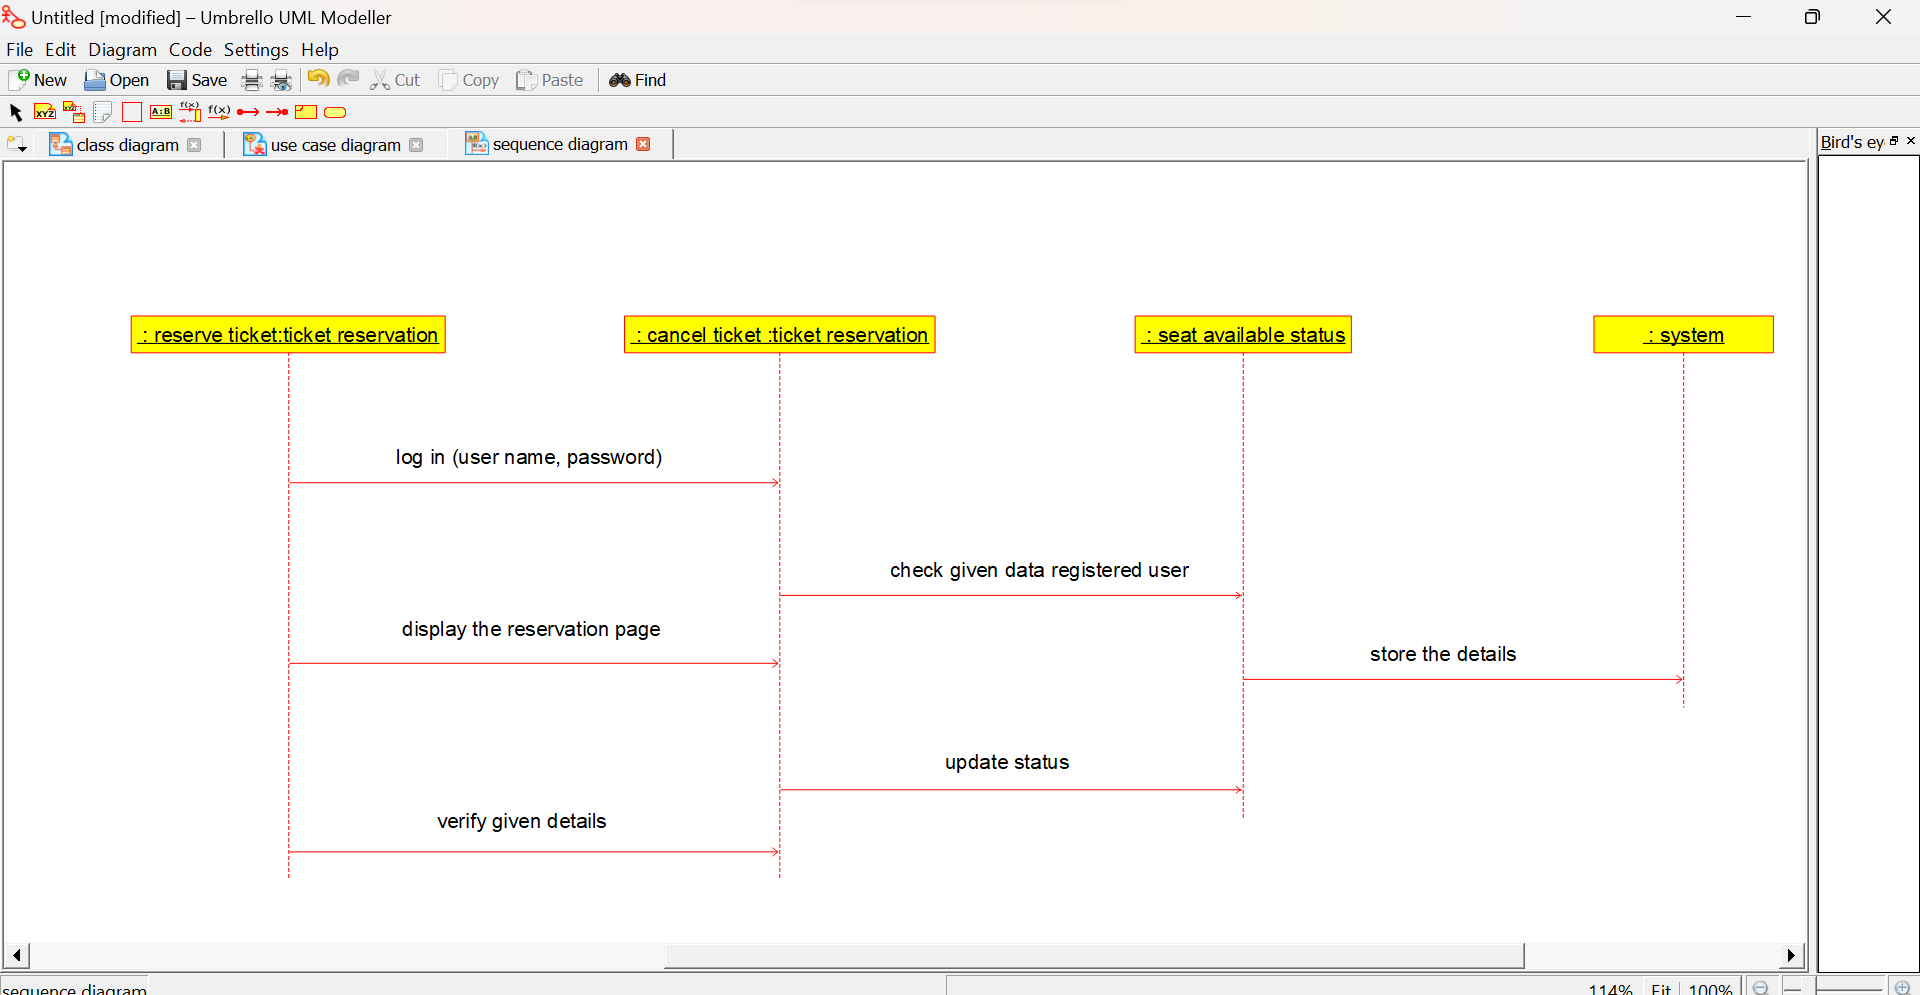 Untitled [modified] – Umbrello UML Modeller
File Edit Diagram Code Settings Help
New Open Save Cut Copy Paste Find
XYZ XYZ A:B f(x) f(x)
class diagram use case diagram sequence diagram
Bird's ey
: reserve ticket:ticket reservation : cancel ticket :ticket reservation : seat available status : system
log in (user name, password)
check given data registered user
display the reservation page
store the details
update status
verify given details
sequence diagram 114% Fit 100%